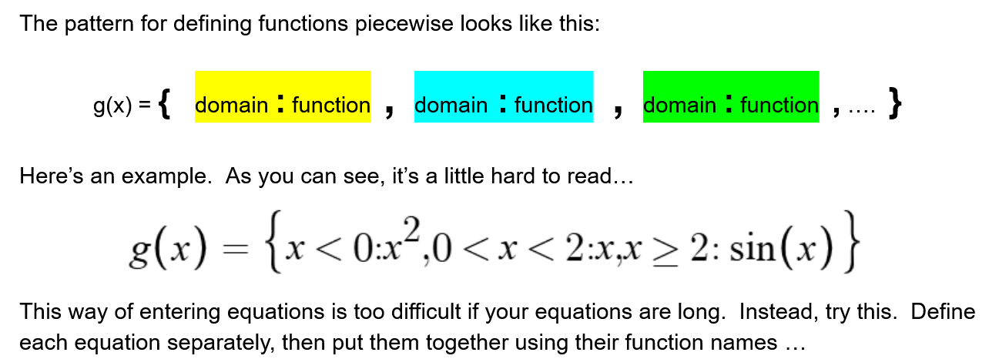 The pattern for defining functions piecewise looks like this:
g(x) = { domain : function , domain : function , domain : function , …. }
Here’s an example.  As you can see, it’s a little hard to read…
g(x) = {x < 0:x²,0 < x < 2:x,x ≥ 2: sin(x)}
This way of entering equations is too difficult if your equations are long.  Instead, try this.  Define
each equation separately, then put them together using their function names …